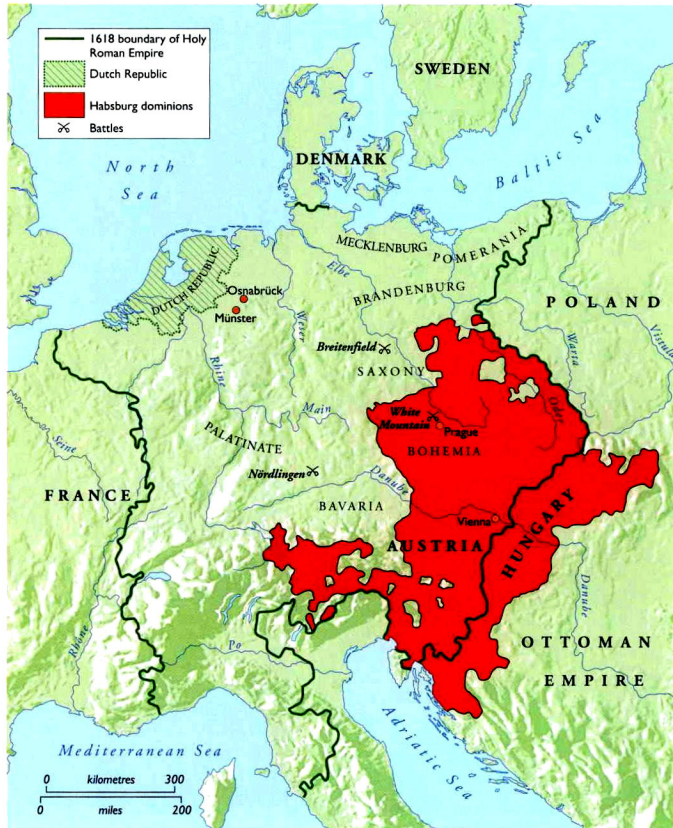 1618 boundary of Holy
Roman Empire
Dutch Republic
Habsburg dominions
Battles
SWEDEN
DENMARK
North
Sea
Baltic Sea
MECKLENBURG
POMERANIA
Elbe
DUTCH REPUBLIC
Osnabrück
Münster
BRANDENBURG
POLAND
Weser
Breitenfield
Warta
Vistula
Rhine
SAXONY
Oder
Main
White
Mountain
Prague
BOHEMIA
Seine
PALATINATE
Nördlingen
Danube
FRANCE
BAVARIA
Vienna
AUSTRIA
HUNGARY
Danube
Rhône
Po
OTTOMAN
EMPIRE
Adriatic Sea
Mediterranean Sea
0 kilometres 300
0 miles 200